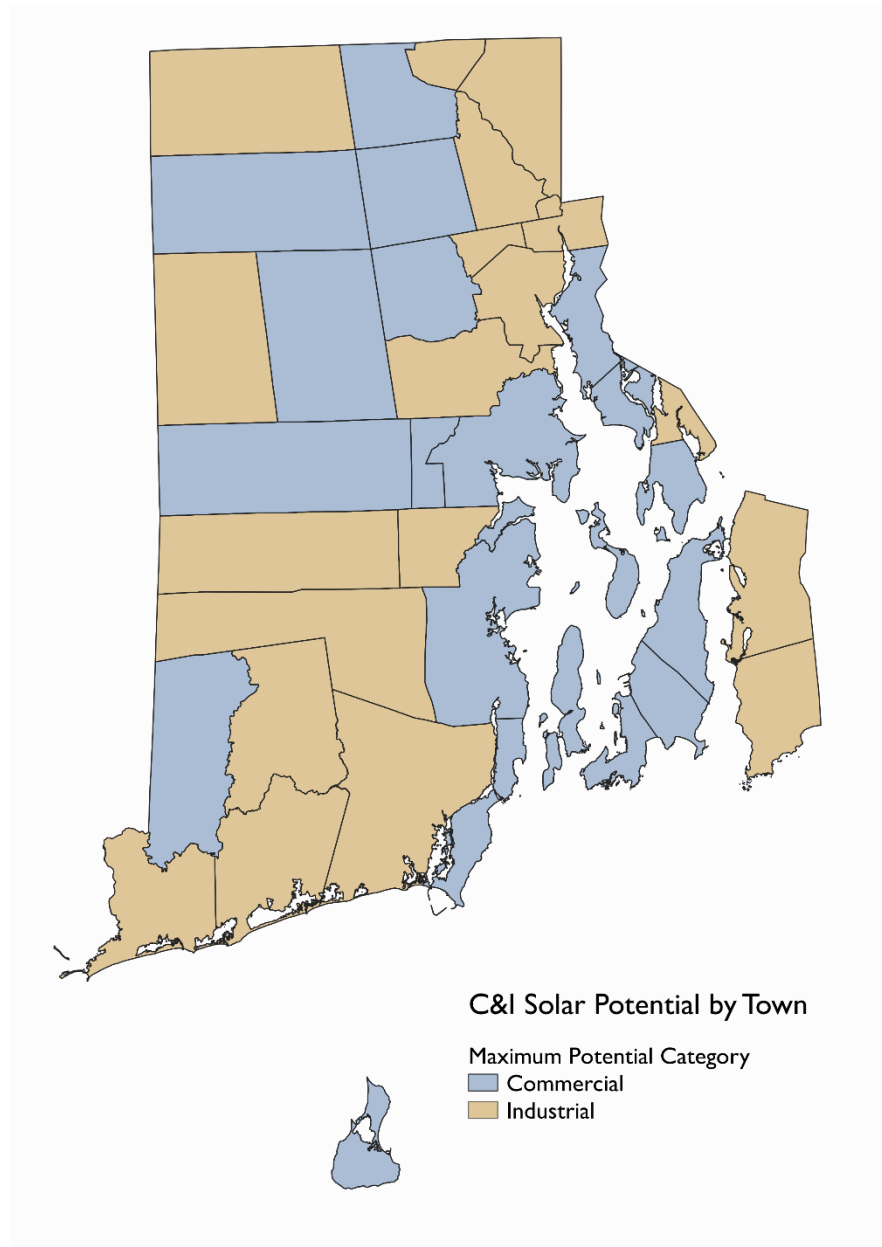 C&I Solar Potential by Town
Maximum Potential Category
Commercial
Industrial